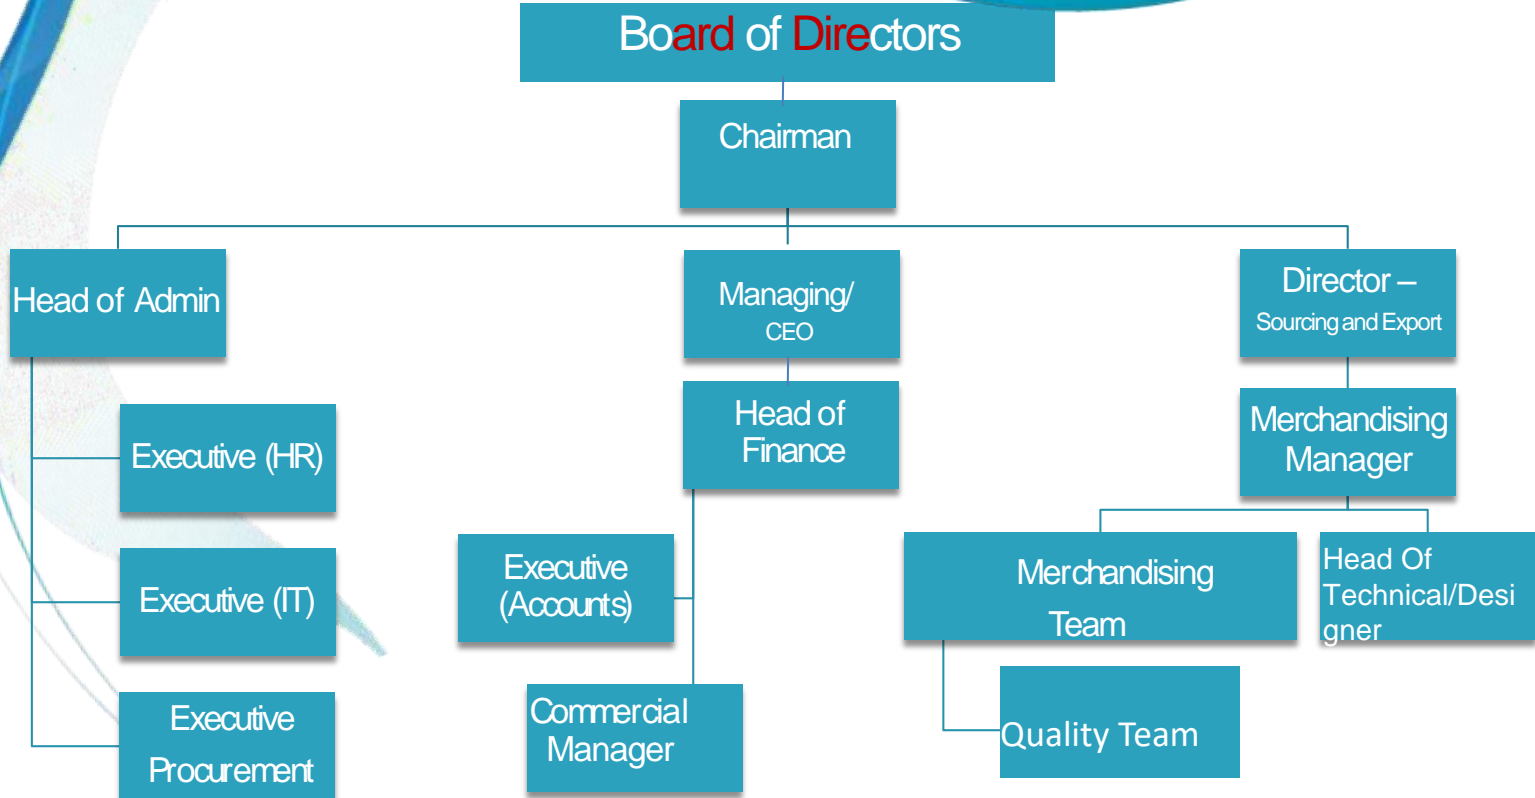 Board of Directors
Chairman
Head of Admin
Managing/
CEO
Director –
Sourcing and Export
Head of
Finance
Merchandising
Manager
Executive (HR)
Executive (IT)
Executive
Procurement
Executive
(Accounts)
Commercial
Manager
Merchandising
Team
Head Of
Technical/Desi
gner
Quality Team